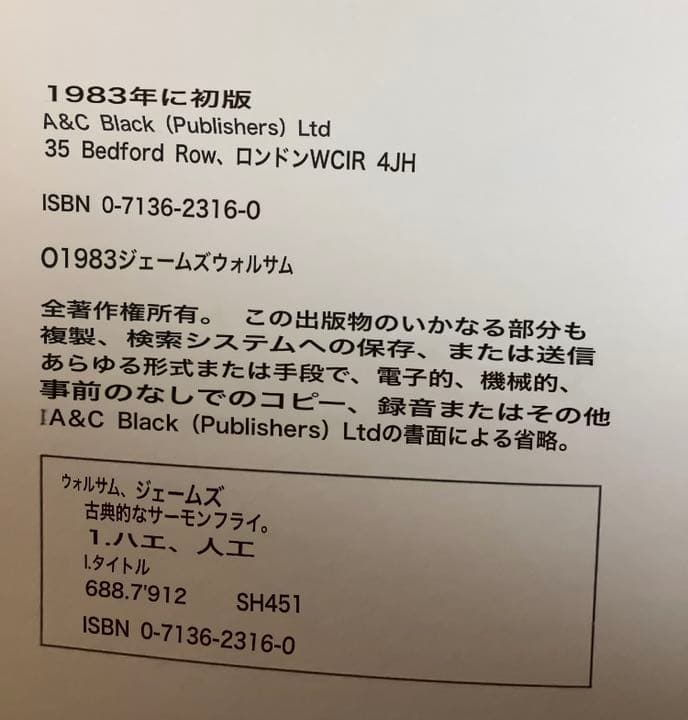 1983年に初版
A&C Black (Publishers) Ltd
35 Bedford Row、ロンドンWCIR 4JH
ISBN 0-7136-2316-0
O1983ジェームズウォルサム
全著作権所有。 この出版物のいかなる部分も
複製、検索システムへの保存、または送信
あらゆる形式または手段で、電子的、機械的、
事前のなしでのコピー、録音またはその他
IA&C Black (Publishers) Ltdの書面による省略。
ウォルサム、ジェームズ
古典的なサーモンフライ。
1.ハエ、人工
I.タイトル
688.7'912 SH451
ISBN 0-7136-2316-0